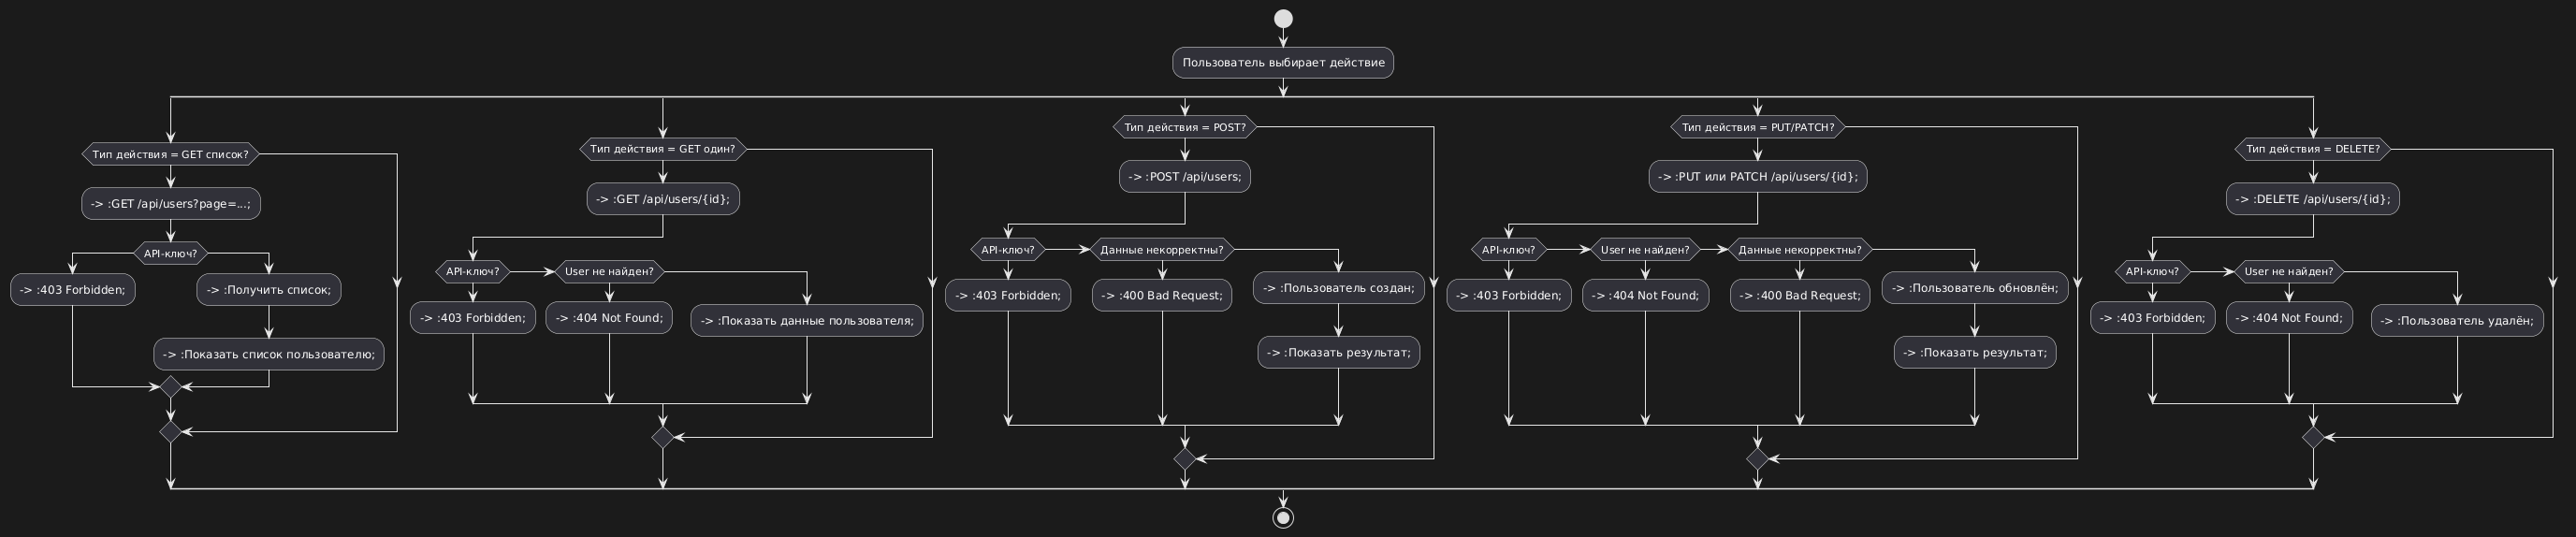 Пользователь выбирает действие
Тип действия = GET список?
-> :GET /api/users?page=...;
API-ключ?
-> :403 Forbidden;
-> :Получить список;
-> :Показать список пользователю;
Тип действия = GET один?
-> :GET /api/users/{id};
API-ключ?
User не найден?
-> :403 Forbidden;
-> :404 Not Found;
-> :Показать данные пользователя;
Тип действия = POST?
-> :POST /api/users;
API-ключ?
Данные некорректны?
-> :403 Forbidden;
-> :400 Bad Request;
-> :Пользователь создан;
-> :Показать результат;
Тип действия = PUT/PATCH?
-> :PUT или PATCH /api/users/{id};
API-ключ?
User не найден?
Данные некорректны?
-> :403 Forbidden;
-> :404 Not Found;
-> :400 Bad Request;
-> :Пользователь обновлён;
-> :Показать результат;
Тип действия = DELETE?
-> :DELETE /api/users/{id};
API-ключ?
User не найден?
-> :403 Forbidden;
-> :404 Not Found;
-> :Пользователь удалён;